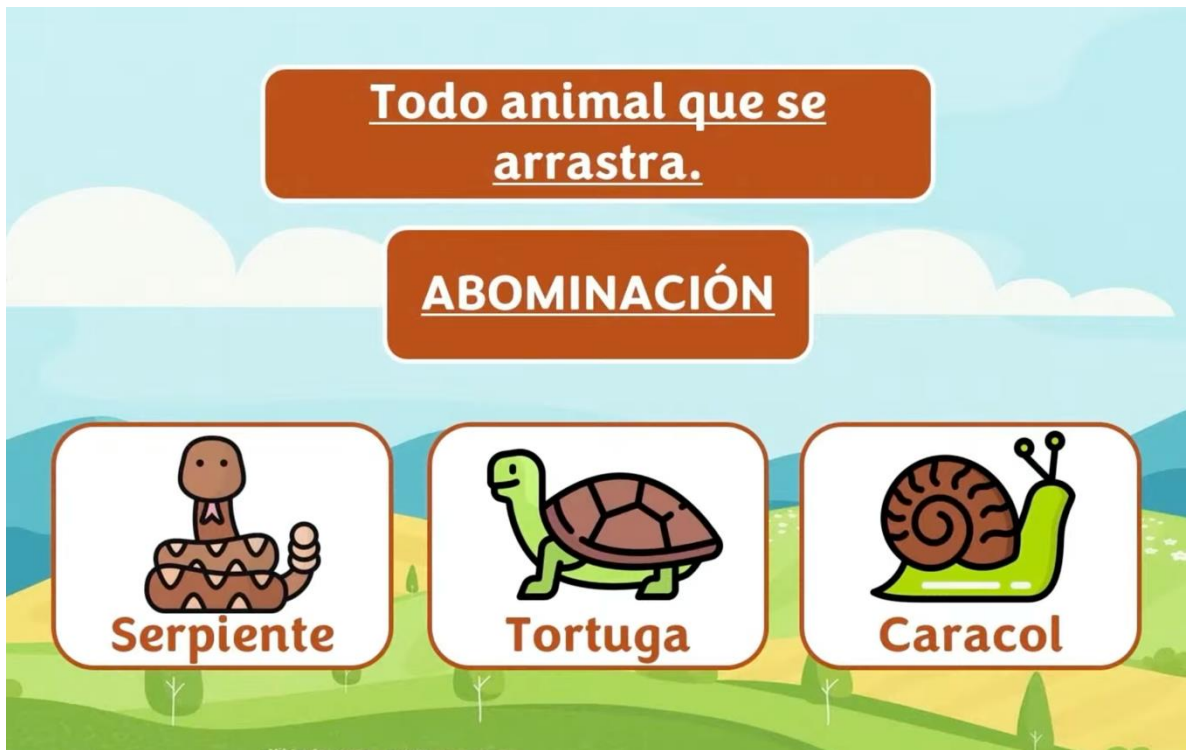 Todo animal que se
arrastra.
ABOMINACIÓN
Serpiente
Tortuga
Caracol